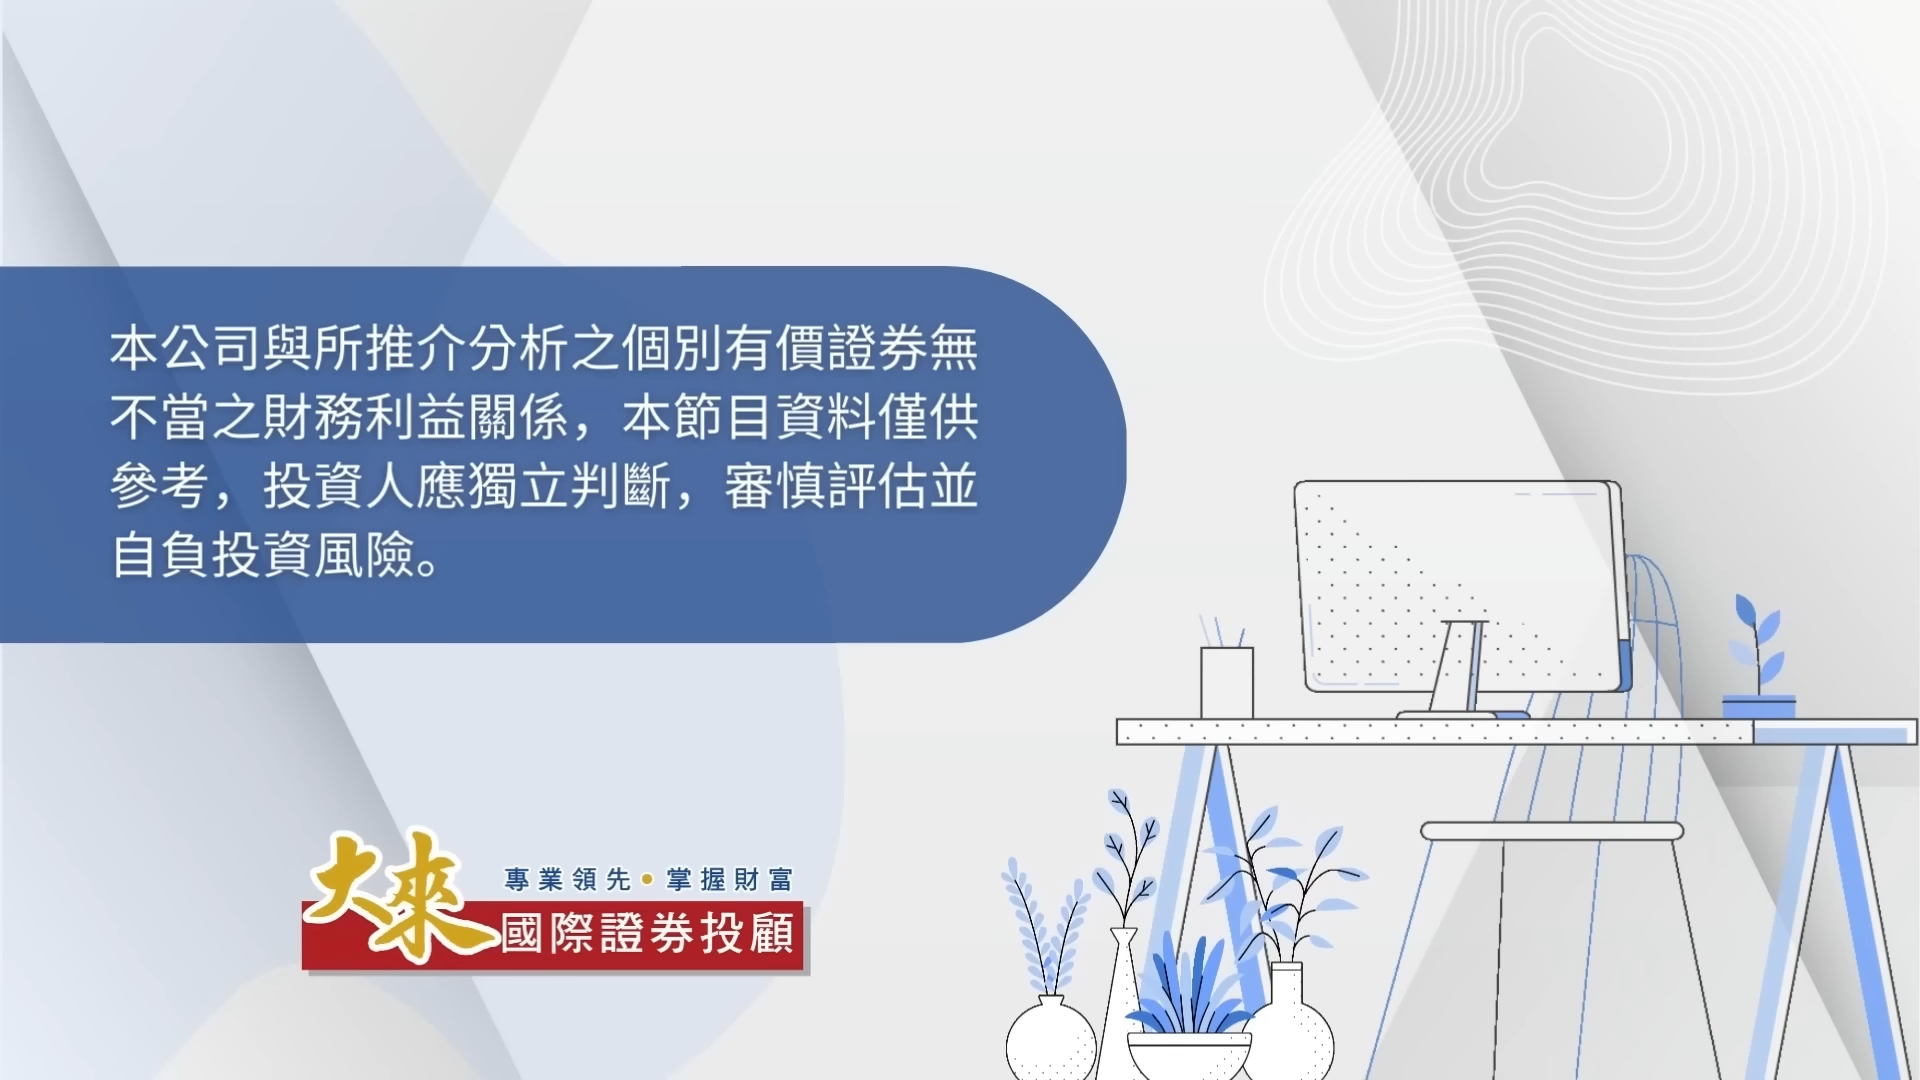 本公司與所推介分析之個別有價證券無
不當之財務利益關係，本節目資料僅供
參考，投資人應獨立判斷，審慎評估並
自負投資風險。
大來
專業領先•掌握財富
國際證券投顧